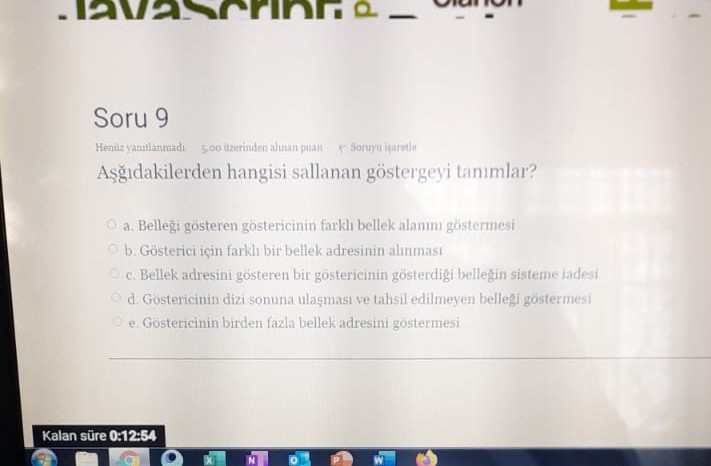 JavaScript
Soru 9
Henüz yanıtlanmadı 5,00 üzerinden alınan puan Soruyu işaretle
Aşğıdakilerden hangisi sallanan göstergeyi tanımlar?
a. Belleği gösteren göstericinin farklı bellek alanını göstermesi
b. Gösterici için farklı bir bellek adresinin alınması
c. Bellek adresini gösteren bir göstericinin gösterdiği belleğin sisteme iadesi
d. Göstericinin dizi sonuna ulaşması ve tahsil edilmeyen belleği göstermesi
e. Göstericinin birden fazla bellek adresini göstermesi
Kalan süre 0:12:54
X N O P W